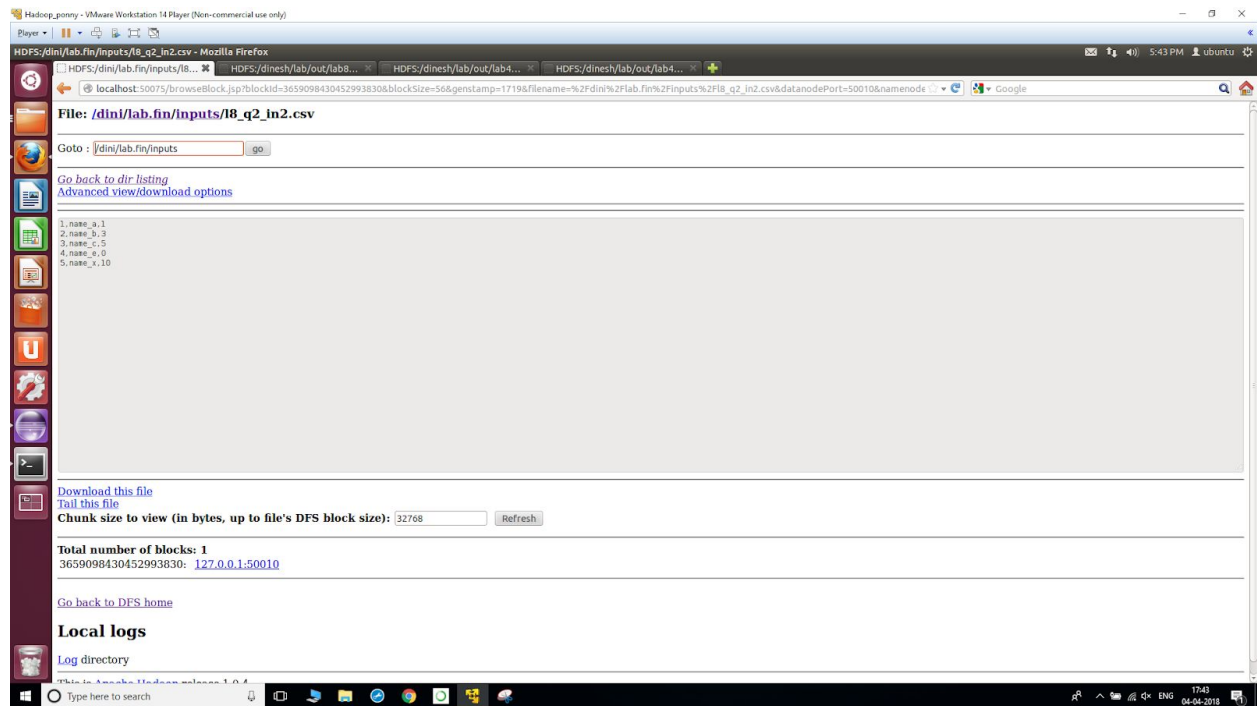 Hadoop_ponny - VMware Workstation 14 Player (Non-commercial use only)
Player
HDFS:/dini/lab.fin/inputs/l8_q2_in2.csv - Mozilla Firefox
5:43 PM ubuntu
HDFS:/dini/lab.fin/inputs/l8... HDFS:/dinesh/lab/out/lab8... HDFS:/dinesh/lab/out/lab4... HDFS:/dinesh/lab/out/lab4...
localhost:50075/browseBlock.jsp?blockId=3659098430452993830&blockSize=56&genstamp=1719&filename=%2Fdini%2Flab.fin%2Finputs%2Fl8_q2_in2.csv&datanodePort=50010&namenode Google
File: /dini/lab.fin/inputs/l8_q2_in2.csv
Goto : /dini/lab.fin/inputs go
Go back to dir listing
Advanced view/download options
1,name_a,1
2,name_b,3
3,name_c,5
4,name_e,0
5,name_x,10
Download this file
Tail this file
Chunk size to view (in bytes, up to file's DFS block size): 32768 Refresh
Total number of blocks: 1
3659098430452993830: 127.0.0.1:50010
Go back to DFS home
Local logs
Log directory
This is Apache Hadoop release 1.0.4
Type here to search
ENG 17:43
04-04-2018